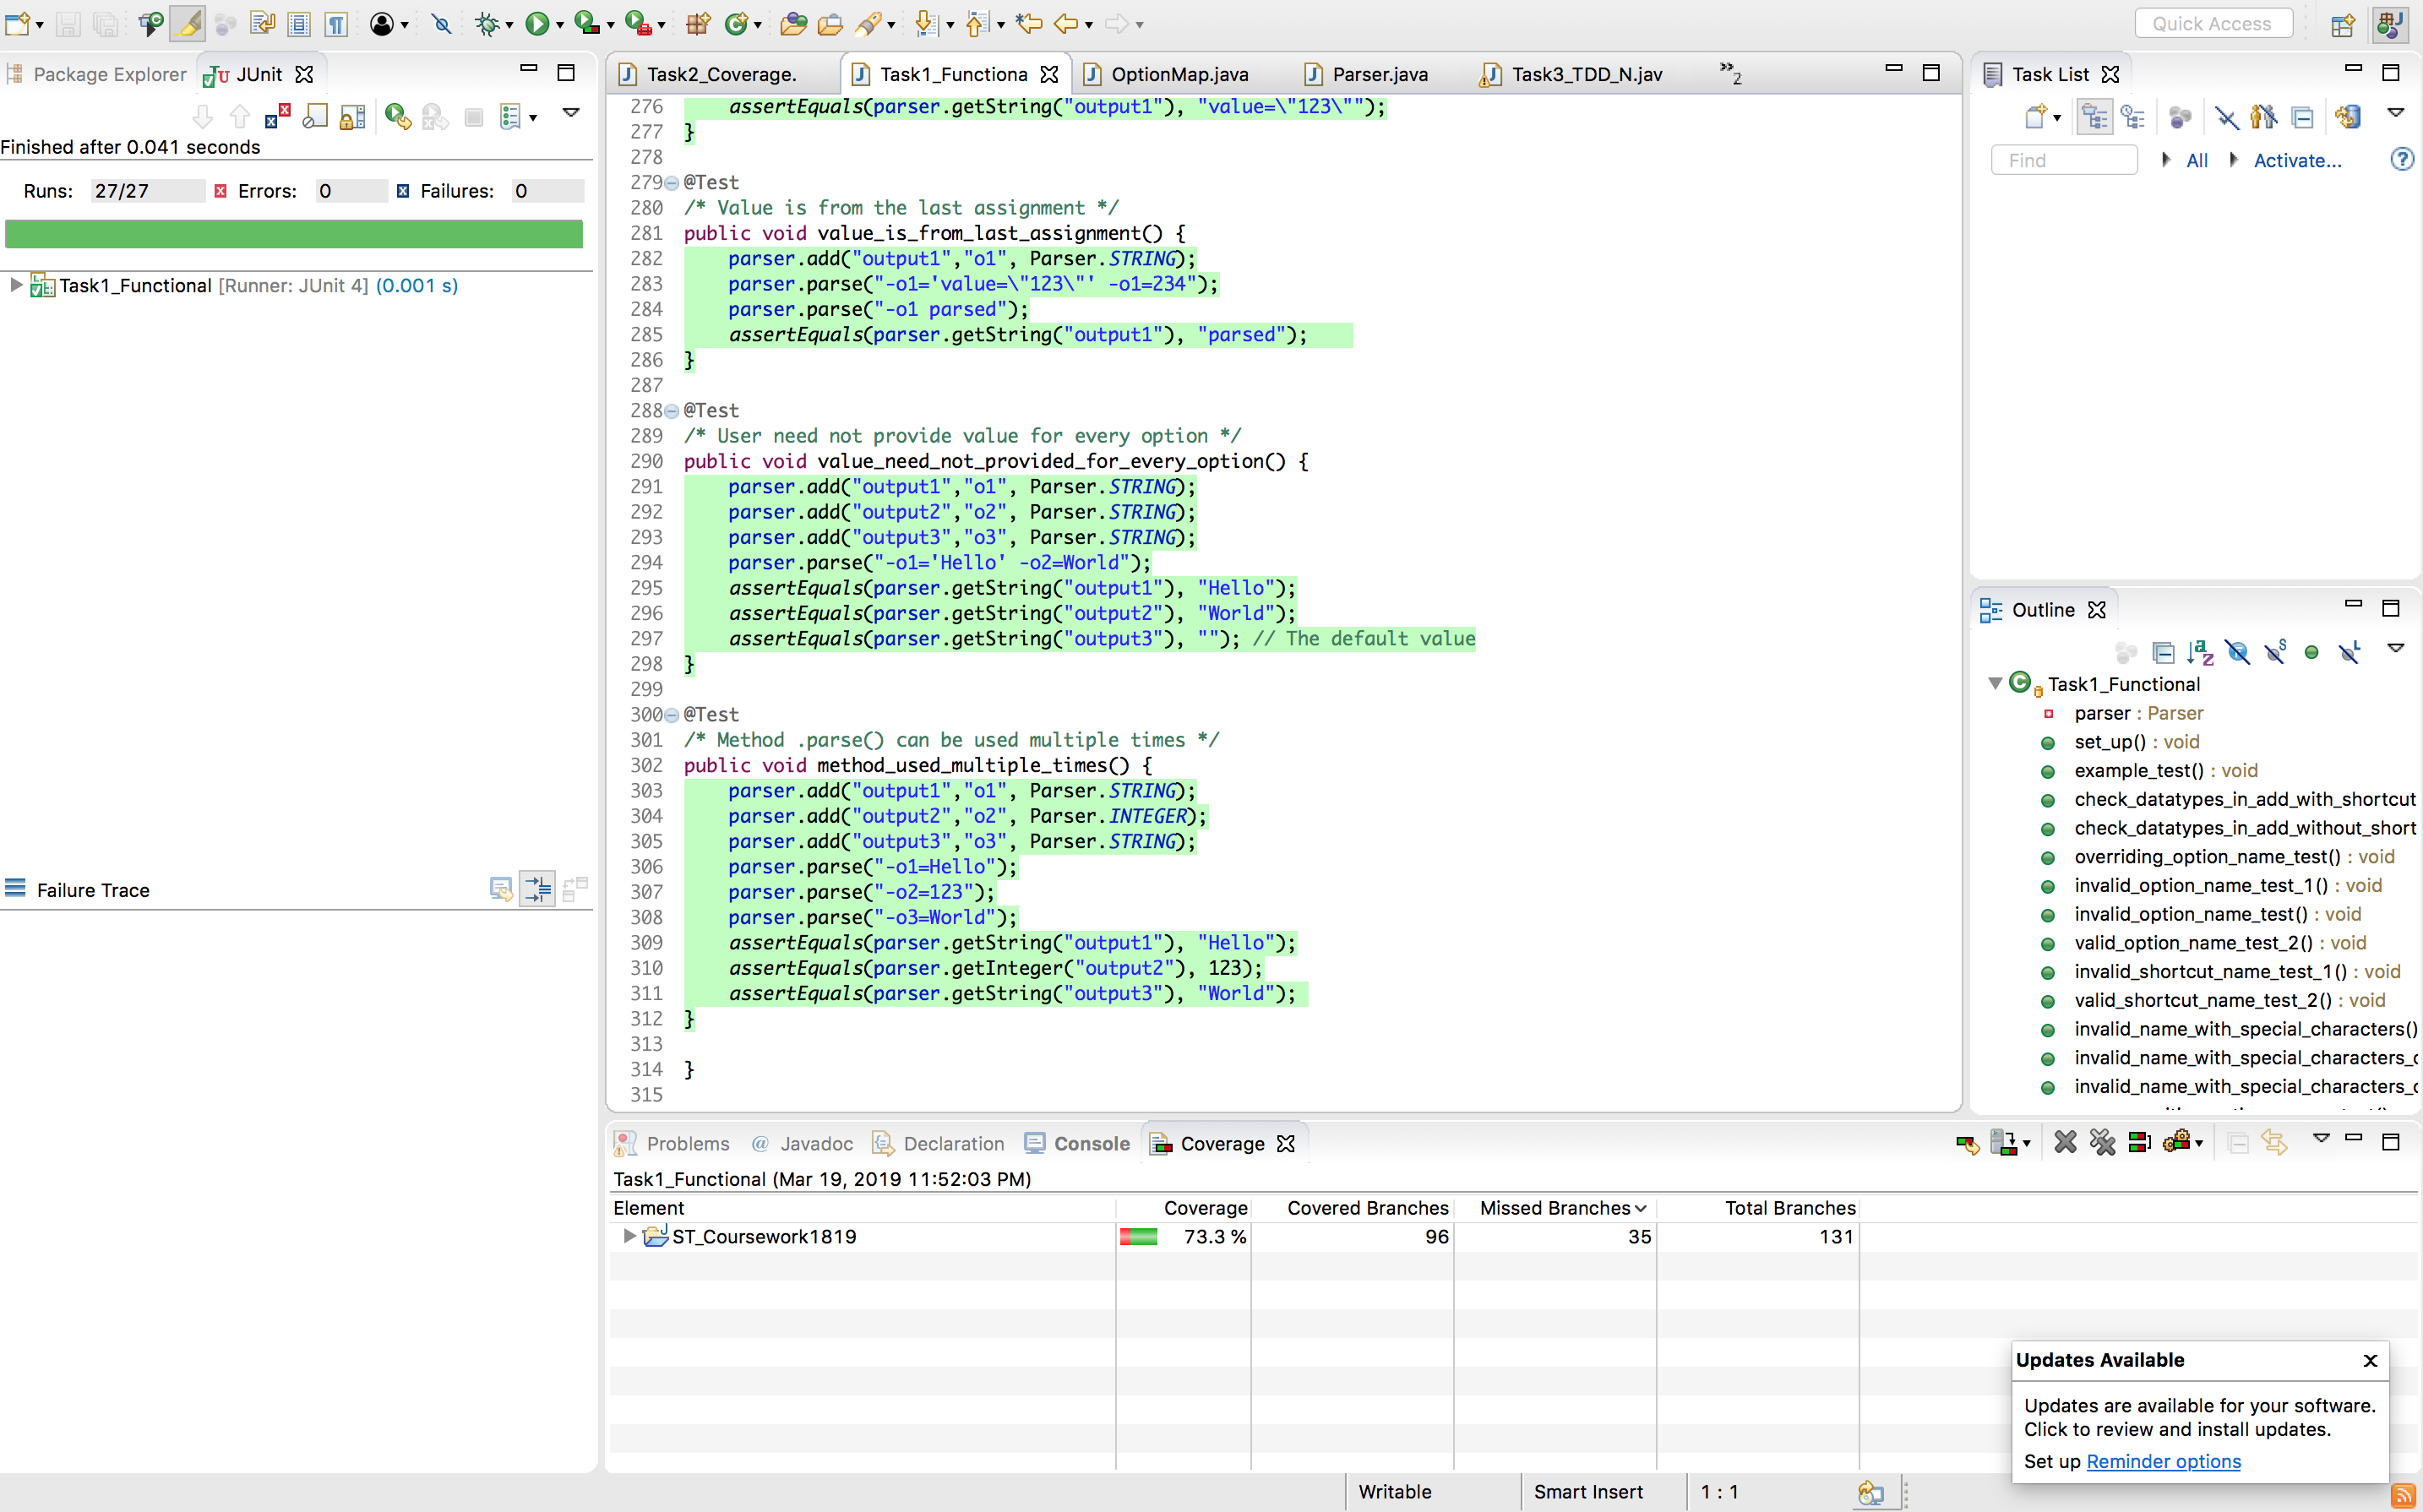 Quick Access
Package Explorer
JUnit
Finished after 0.041 seconds
Runs: 27/27 Errors: 0 Failures: 0
Task1_Functional [Runner: JUnit 4] (0.001 s)
Failure Trace
Task2_Coverage.
Task1_Functiona
OptionMap.java
Parser.java
Task3_TDD_N.jav
»2
276 assertEquals(parser.getString("output1"), "value=\"123\"");
277 }
278
279 @Test
280 /* Value is from the last assignment */
281 public void value_is_from_last_assignment() {
282 parser.add("output1","o1", Parser.STRING);
283 parser.parse("-o1='value=\"123\"' -o1=234");
284 parser.parse("-o1 parsed");
285 assertEquals(parser.getString("output1"), "parsed");
286 }
287
288 @Test
289 /* User need not provide value for every option */
290 public void value_need_not_provided_for_every_option() {
291 parser.add("output1","o1", Parser.STRING);
292 parser.add("output2","o2", Parser.STRING);
293 parser.add("output3","o3", Parser.STRING);
294 parser.parse("-o1='Hello' -o2=World");
295 assertEquals(parser.getString("output1"), "Hello");
296 assertEquals(parser.getString("output2"), "World");
297 assertEquals(parser.getString("output3"), ""); // The default value
298 }
299
300 @Test
301 /* Method .parse() can be used multiple times */
302 public void method_used_multiple_times() {
303 parser.add("output1","o1", Parser.STRING);
304 parser.add("output2","o2", Parser.INTEGER);
305 parser.add("output3","o3", Parser.STRING);
306 parser.parse("-o1=Hello");
307 parser.parse("-o2=123");
308 parser.parse("-o3=World");
309 assertEquals(parser.getString("output1"), "Hello");
310 assertEquals(parser.getInteger("output2"), 123);
311 assertEquals(parser.getString("output3"), "World");
312 }
313
314 }
315
Task List
Find
All
Activate...
Outline
Task1_Functional
parser : Parser
set_up() : void
example_test() : void
check_datatypes_in_add_with_shortcut
check_datatypes_in_add_without_short
overriding_option_name_test() : void
invalid_option_name_test_1() : void
invalid_option_name_test() : void
valid_option_name_test_2() : void
invalid_shortcut_name_test_1() : void
valid_shortcut_name_test_2() : void
invalid_name_with_special_characters()
invalid_name_with_special_characters_
invalid_name_with_special_characters_
Problems
@ Javadoc
Declaration
Console
Coverage
Task1_Functional (Mar 19, 2019 11:52:03 PM)
Element Coverage Covered Branches Missed Branches Total Branches
ST_Coursework1819 73.3 % 96 35 131
Updates Available
Updates are available for your software.
Click to review and install updates.
Set up Reminder options
Writable
Smart Insert
1 : 1